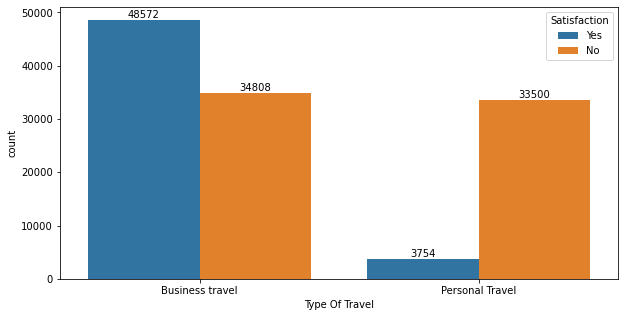 50000
40000
30000
20000
10000
0
count
48572
34808
3754
33500
Satisfaction
Yes
No
Business travel
Personal Travel
Type Of Travel